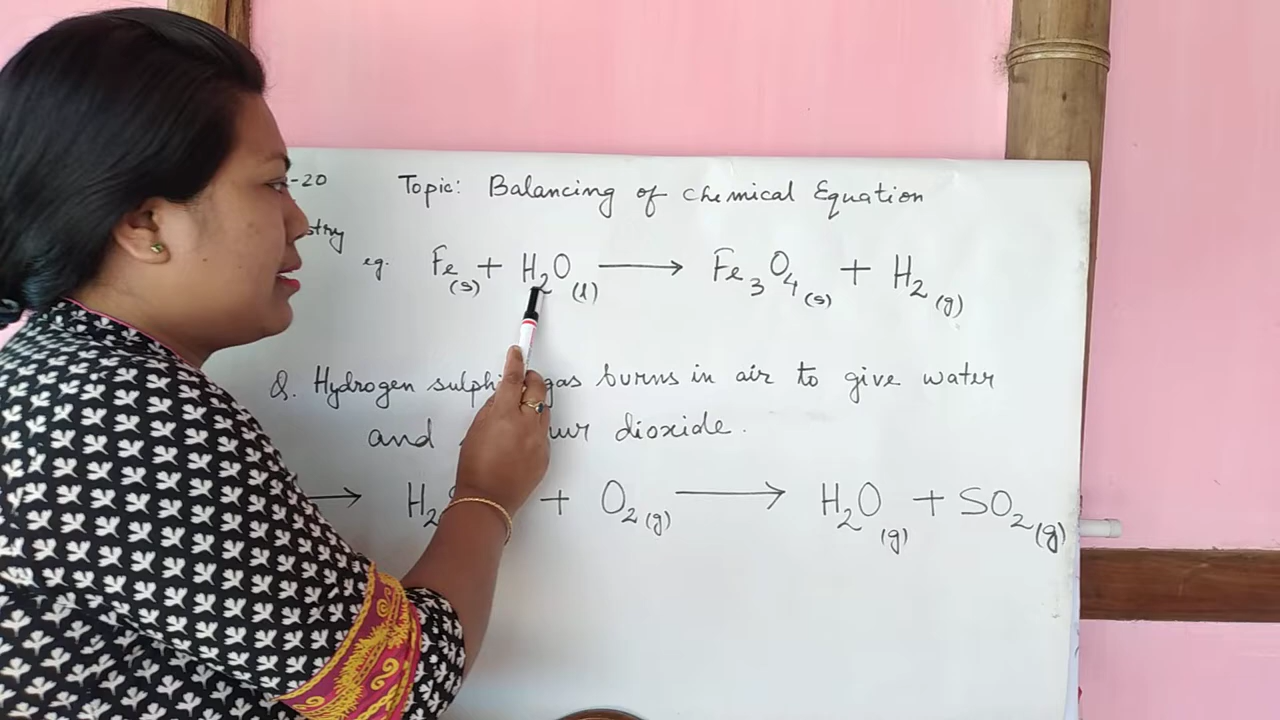 -20 Topic: Balancing of chemical Equation
stry
eg. Fe(s) + H2O(l) ⟶ Fe3O4(s) + H2(g)
Q. Hydrogen sulphi gas burns in air to give water
and ur dioxide.
⟶ H2 + O2(g) ⟶ H2O(g) + SO2(g)